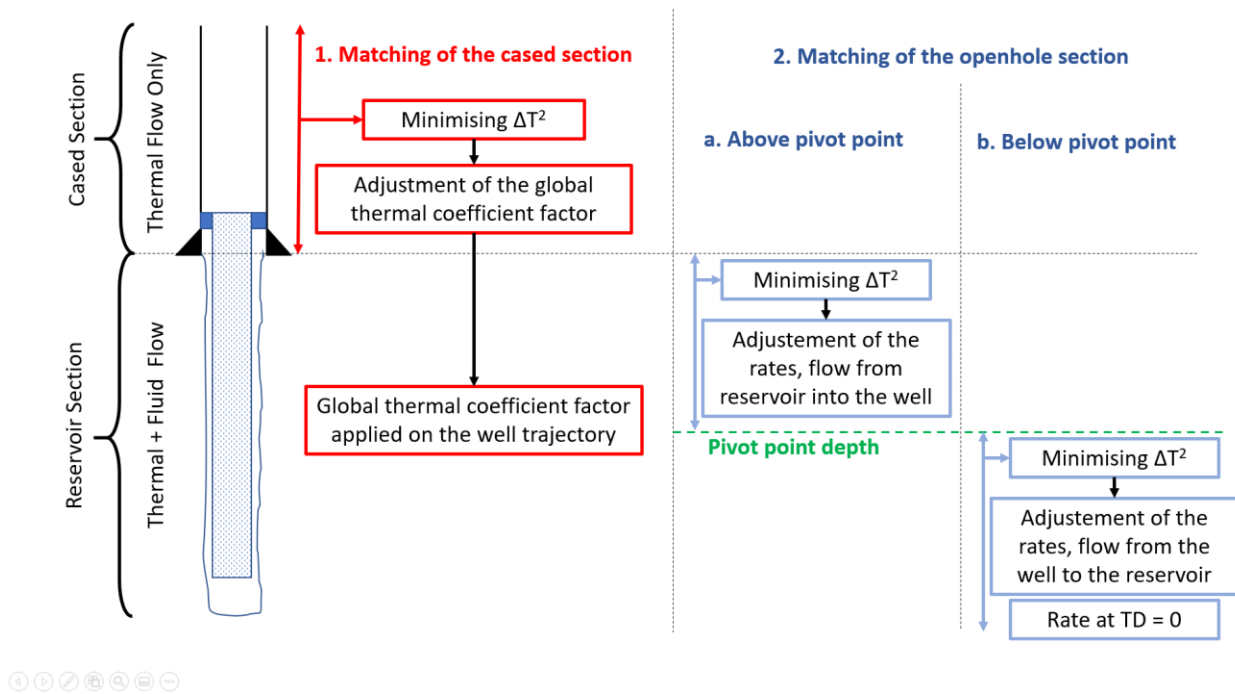 Cased Section
Thermal Flow Only
Reservoir Section
Thermal + Fluid  Flow
1. Matching of the cased section
Minimising ΔT²
Adjustment of the global
thermal coefficient factor
Global thermal coefficient factor
applied on the well trajectory
2. Matching of the openhole section
a. Above pivot point
Minimising ΔT²
Adjustement of the
rates, flow from
reservoir into the well
Pivot point depth
b. Below pivot point
Minimising ΔT²
Adjustement of the
rates, flow from the
well to the reservoir
Rate at TD = 0